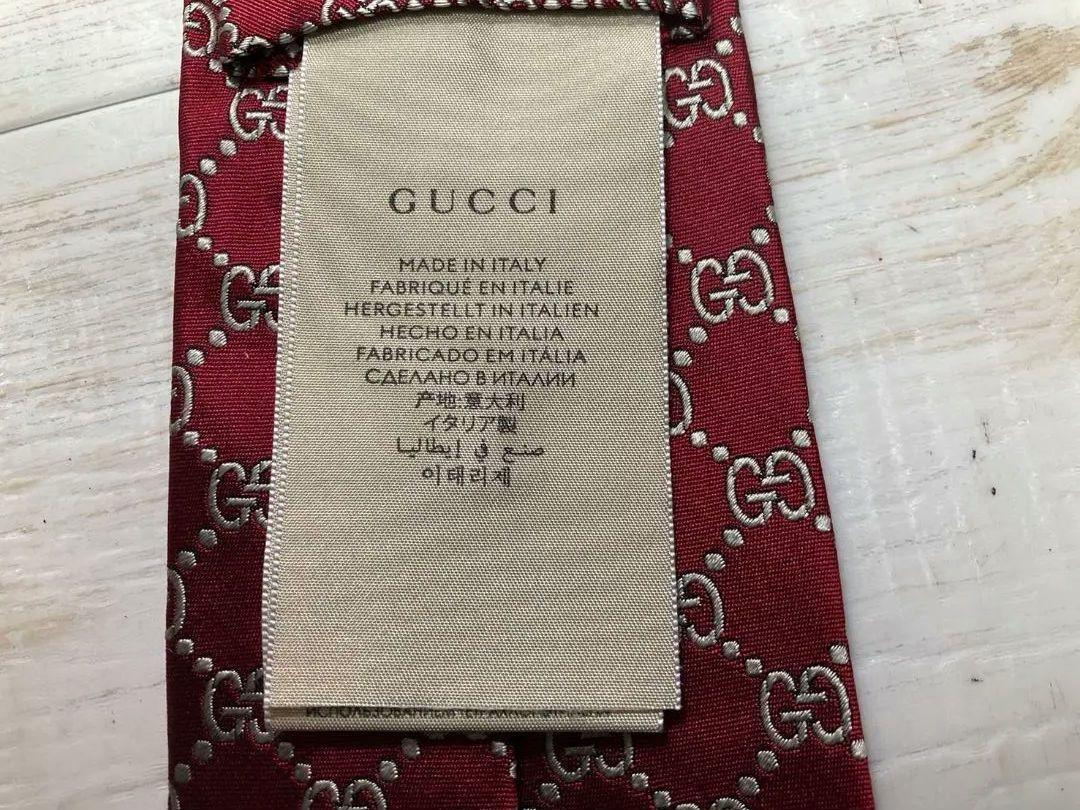 GUCCI
MADE IN ITALY
FABRIQUÉ EN ITALIE
HERGESTELLT IN ITALIEN
HECHO EN ITALIA
FABRICADO EM ITÁLIA
СДЕЛАНО В ИТАЛИИ
产地:意大利
イタリア製
صنع في إيطاليا
이태리제